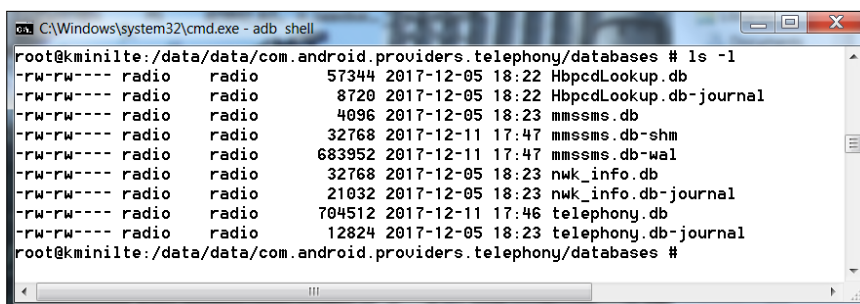 C:\Windows\system32\cmd.exe - adb shell
root@kminilte:/data/data/com.android.providers.telephony/databases # ls -l
-rw-rw---- radio    radio       57344 2017-12-05 18:22 HbpcdLookup.db
-rw-rw---- radio    radio        8720 2017-12-05 18:22 HbpcdLookup.db-journal
-rw-rw---- radio    radio        4096 2017-12-05 18:23 mmssms.db
-rw-rw---- radio    radio       32768 2017-12-11 17:47 mmssms.db-shm
-rw-rw---- radio    radio      683952 2017-12-11 17:47 mmssms.db-wal
-rw-rw---- radio    radio       32768 2017-12-05 18:23 nwk_info.db
-rw-rw---- radio    radio       21032 2017-12-05 18:23 nwk_info.db-journal
-rw-rw---- radio    radio      704512 2017-12-11 17:46 telephony.db
-rw-rw---- radio    radio       12824 2017-12-05 18:23 telephony.db-journal
root@kminilte:/data/data/com.android.providers.telephony/databases #